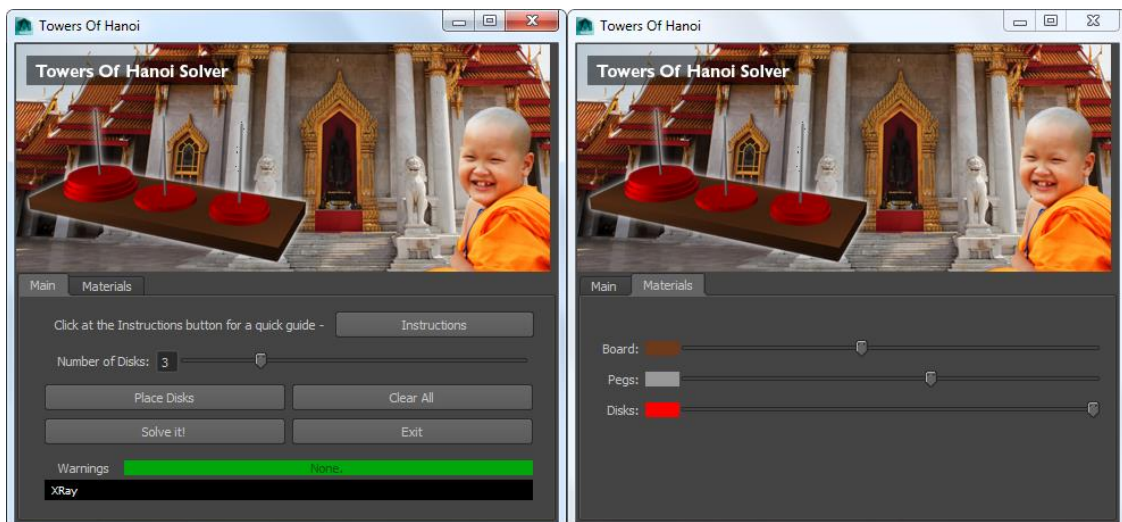 Towers Of Hanoi
Towers Of Hanoi Solver
Main Materials
Click at the Instructions button for a quick guide - Instructions
Number of Disks: 3
Place Disks Clear All
Solve it! Exit
Warnings None.
XRay
Towers Of Hanoi
Towers Of Hanoi Solver
Main Materials
Board:
Pegs:
Disks: